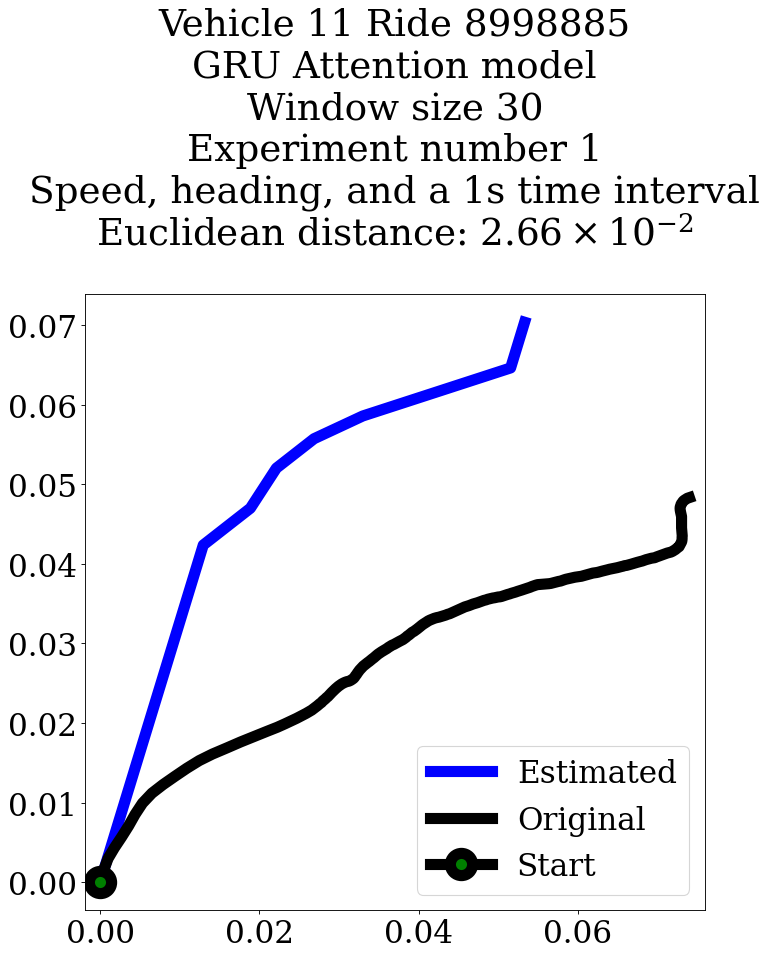 Vehicle 11 Ride 8998885
GRU Attention model
Window size 30
Experiment number 1
Speed, heading, and a 1s time interval
Euclidean distance: 2.66 × 10⁻²
0.07
0.06
0.05
0.04
0.03
0.02
0.01
0.00
Estimated
Original
Start
0.00 0.02 0.04 0.06